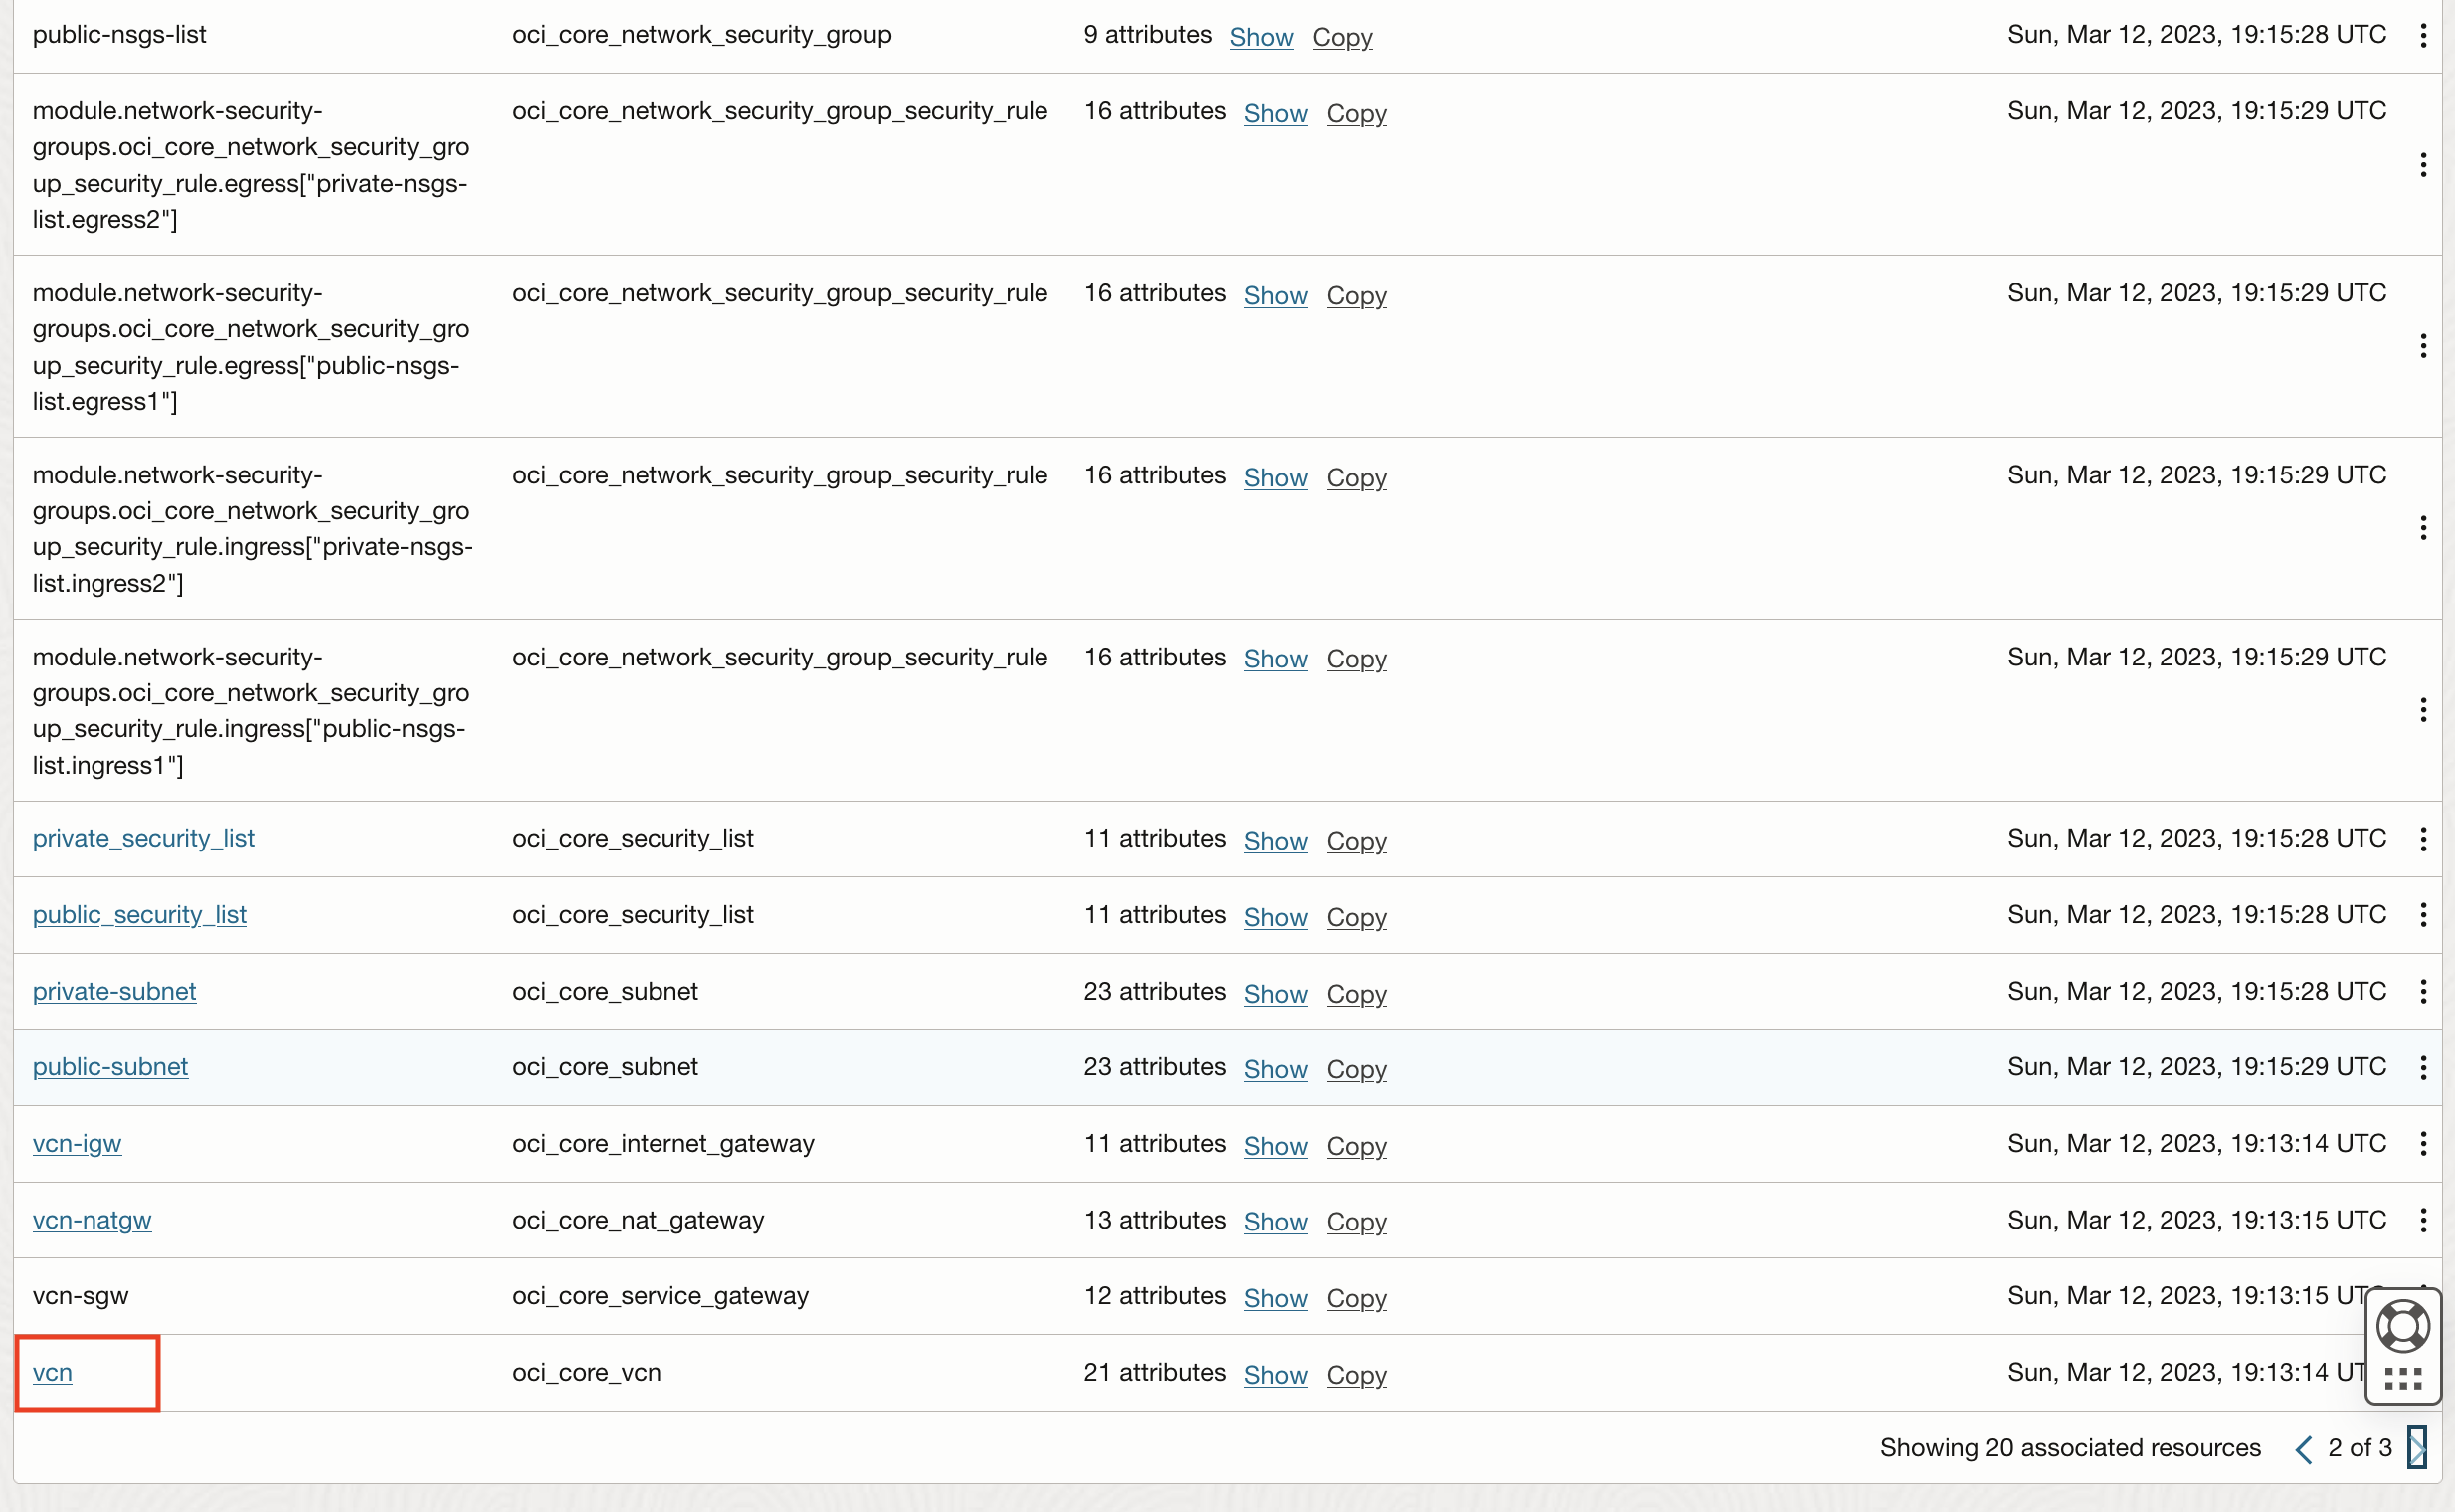 public-nsgs-list oci_core_network_security_group 9 attributes Show Copy Sun, Mar 12, 2023, 19:15:28 UTC
module.network-security- oci_core_network_security_group_security_rule 16 attributes Show Copy Sun, Mar 12, 2023, 19:15:29 UTC
groups.oci_core_network_security_gro
up_security_rule.egress["private-nsgs-
list.egress2"]
module.network-security- oci_core_network_security_group_security_rule 16 attributes Show Copy Sun, Mar 12, 2023, 19:15:29 UTC
groups.oci_core_network_security_gro
up_security_rule.egress["public-nsgs-
list.egress1"]
module.network-security- oci_core_network_security_group_security_rule 16 attributes Show Copy Sun, Mar 12, 2023, 19:15:29 UTC
groups.oci_core_network_security_gro
up_security_rule.ingress["private-nsgs-
list.ingress2"]
module.network-security- oci_core_network_security_group_security_rule 16 attributes Show Copy Sun, Mar 12, 2023, 19:15:29 UTC
groups.oci_core_network_security_gro
up_security_rule.ingress["public-nsgs-
list.ingress1"]
private_security_list oci_core_security_list 11 attributes Show Copy Sun, Mar 12, 2023, 19:15:28 UTC
public_security_list oci_core_security_list 11 attributes Show Copy Sun, Mar 12, 2023, 19:15:28 UTC
private-subnet oci_core_subnet 23 attributes Show Copy Sun, Mar 12, 2023, 19:15:28 UTC
public-subnet oci_core_subnet 23 attributes Show Copy Sun, Mar 12, 2023, 19:15:29 UTC
vcn-igw oci_core_internet_gateway 11 attributes Show Copy Sun, Mar 12, 2023, 19:13:14 UTC
vcn-natgw oci_core_nat_gateway 13 attributes Show Copy Sun, Mar 12, 2023, 19:13:15 UTC
vcn-sgw oci_core_service_gateway 12 attributes Show Copy Sun, Mar 12, 2023, 19:13:15 UTC
vcn oci_core_vcn 21 attributes Show Copy Sun, Mar 12, 2023, 19:13:14 UT
Showing 20 associated resources 2 of 3